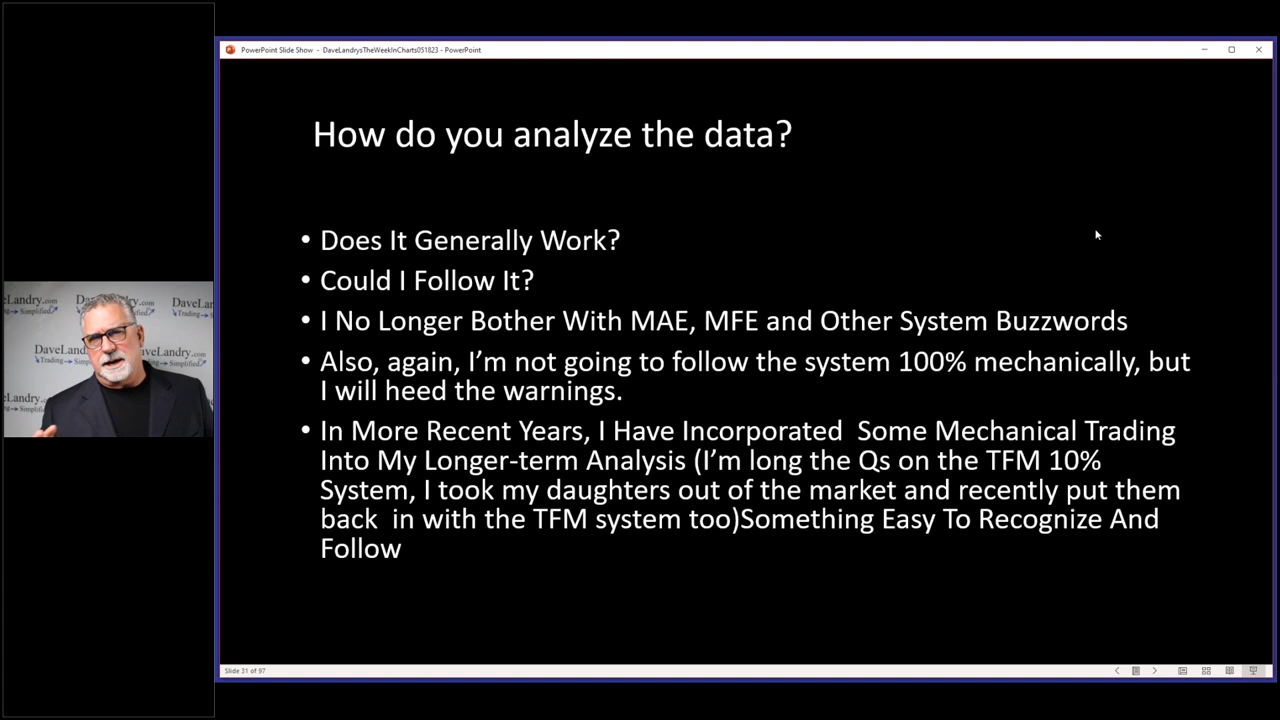 PowerPoint Slide Show - DaveLandrysTheWeekInCharts051823 - PowerPoint
How do you analyze the data?
• Does It Generally Work?
• Could I Follow It?
• I No Longer Bother With MAE, MFE and Other System Buzzwords
• Also, again, I'm not going to follow the system 100% mechanically, but
I will heed the warnings.
• In More Recent Years, I Have Incorporated Some Mechanical Trading
Into My Longer-term Analysis (I'm long the Qs on the TFM 10%
System, I took my daughters out of the market and recently put them
back in with the TFM system too)Something Easy To Recognize And
Follow
eLandry.com
Trading Simplified
DaveLandry.com
Slide 31 of 97